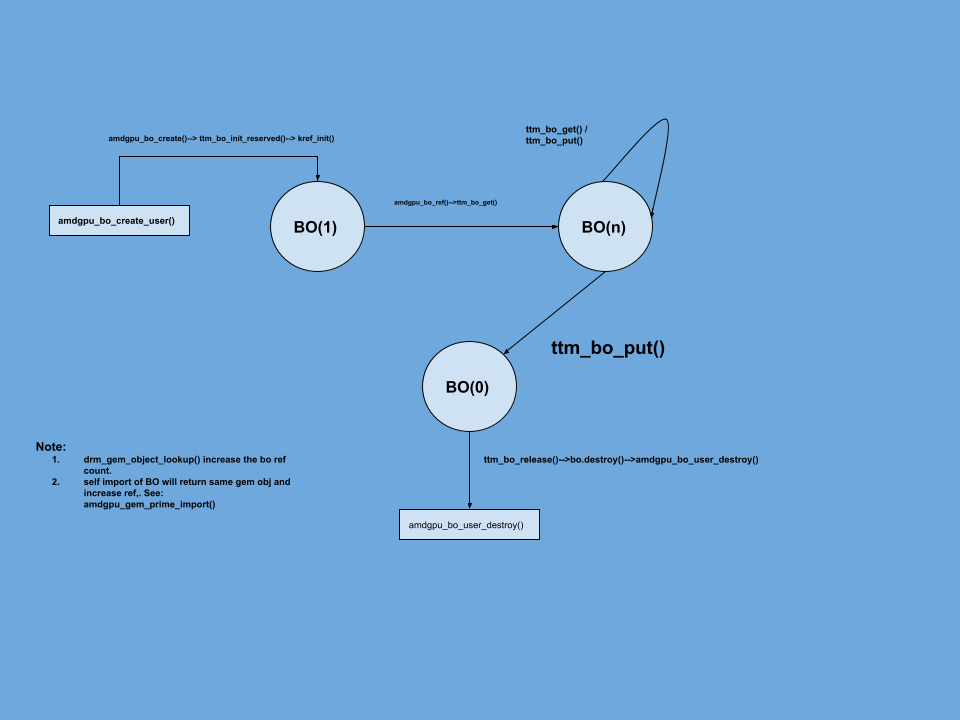 ttm_bo_get() /
ttm_bo_put()
amdgpu_bo_create()--> ttm_bo_init_reserved()--> kref_init()
amdgpu_bo_ref()-->ttm_bo_get()
amdgpu_bo_create_user()
BO(1)
BO(n)
ttm_bo_put()
BO(0)
Note:
1. drm_gem_object_lookup() increase the bo ref
count.
2. self import of BO will return same gem obj and
increase ref,. See:
amdgpu_gem_prime_import()
ttm_bo_release()-->bo.destroy()-->amdgpu_bo_user_destroy()
amdgpu_bo_user_destroy()